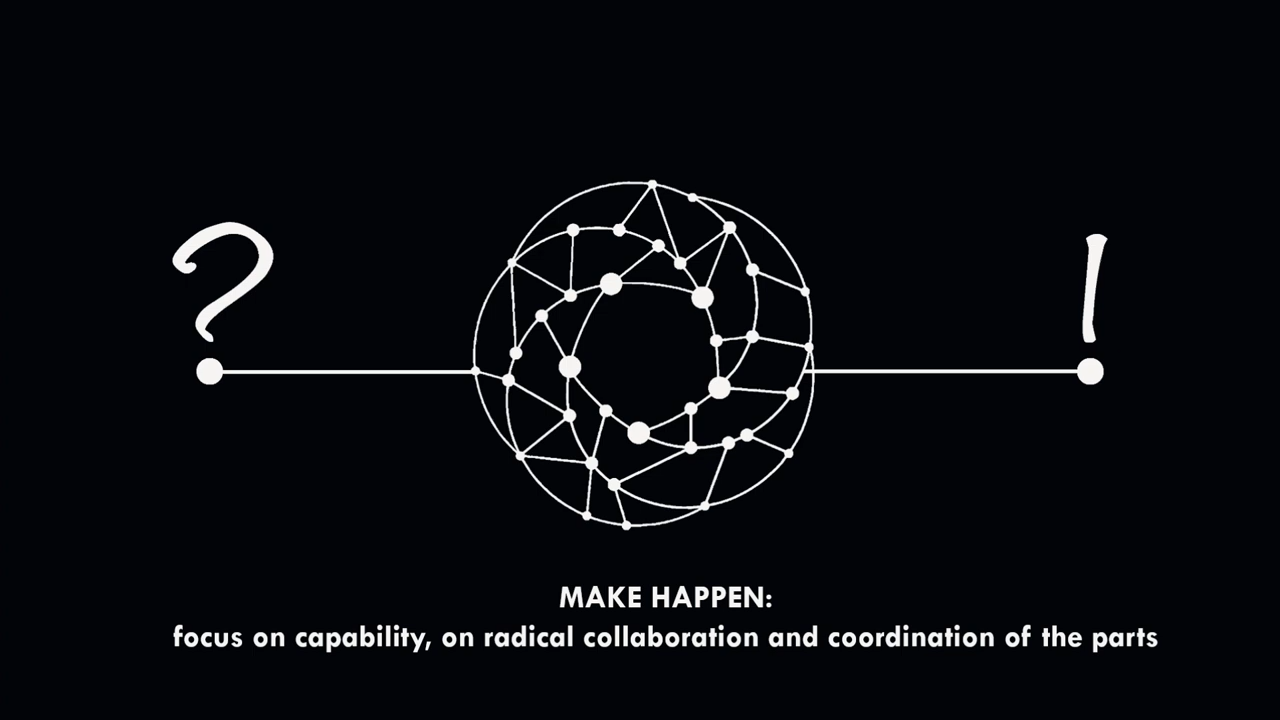 ? !
MAKE HAPPEN:
focus on capability, on radical collaboration and coordination of the parts